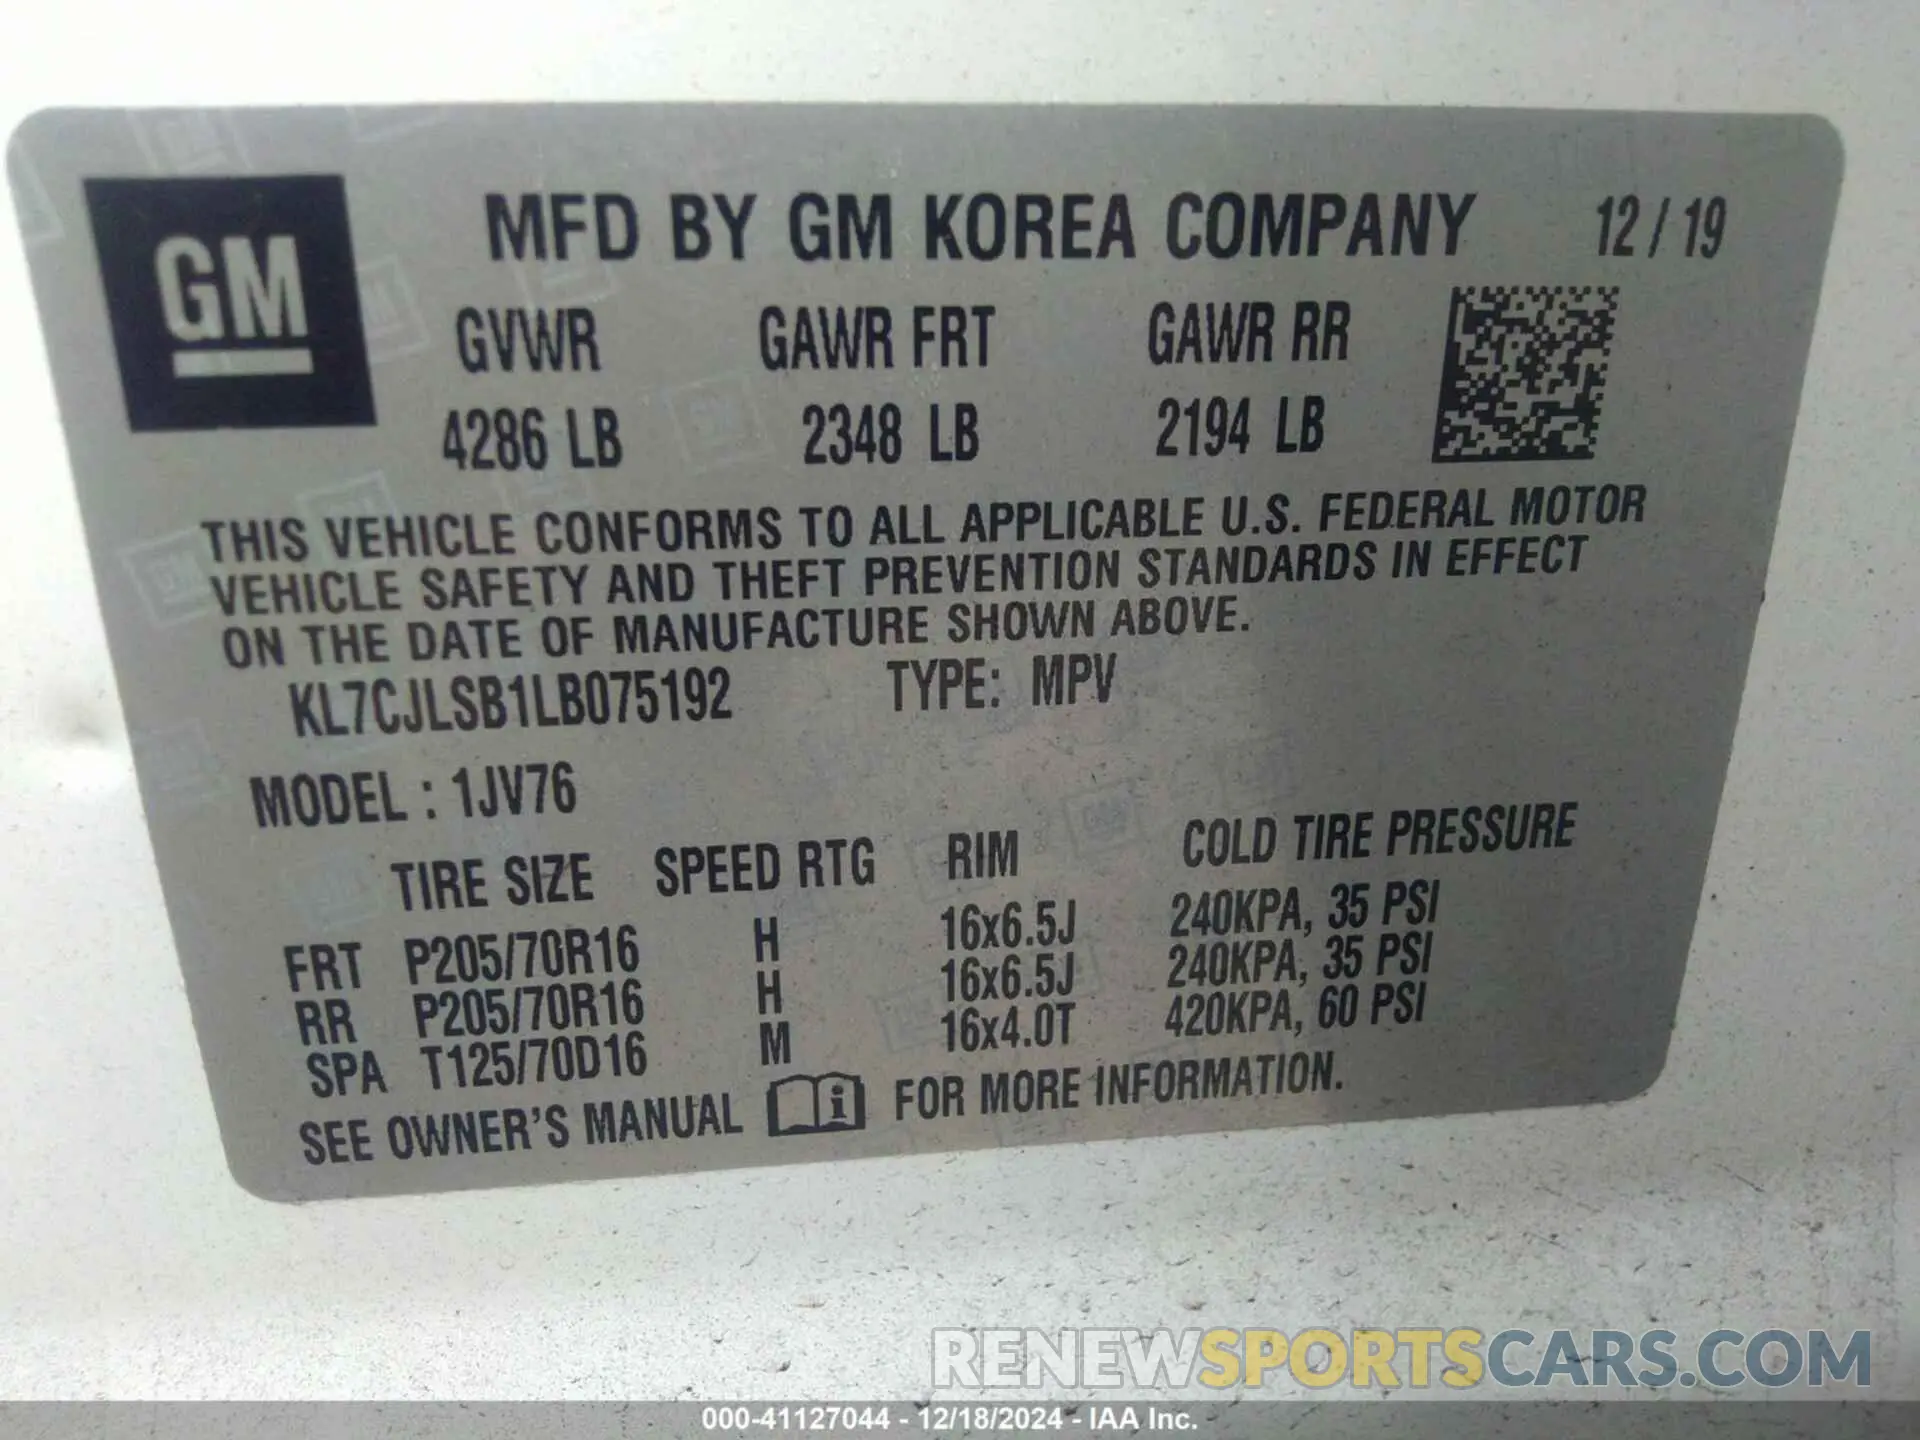 GM
MFD BY GM KOREA COMPANY 12/19
GVWR GAWR FRT GAWR RR
4286 LB 2348 LB 2194 LB
THIS VEHICLE CONFORMS TO ALL APPLICABLE U.S. FEDERAL MOTOR
VEHICLE SAFETY AND THEFT PREVENTION STANDARDS IN EFFECT
ON THE DATE OF MANUFACTURE SHOWN ABOVE.
KL7CJLSB1LB075192 TYPE: MPV
MODEL : 1JV76
TIRE SIZE SPEED RTG RIM COLD TIRE PRESSURE
FRT P205/70R16 H 16x6.5J 240KPA, 35 PSI
RR P205/70R16 H 16x6.5J 240KPA, 35 PSI
SPA T125/70D16 M 16x4.0T 420KPA, 60 PSI
SEE OWNER'S MANUAL i FOR MORE INFORMATION.
RENEWSPORTSCARS.COM
000-41127044 - 12/18/2024 - IAA Inc.